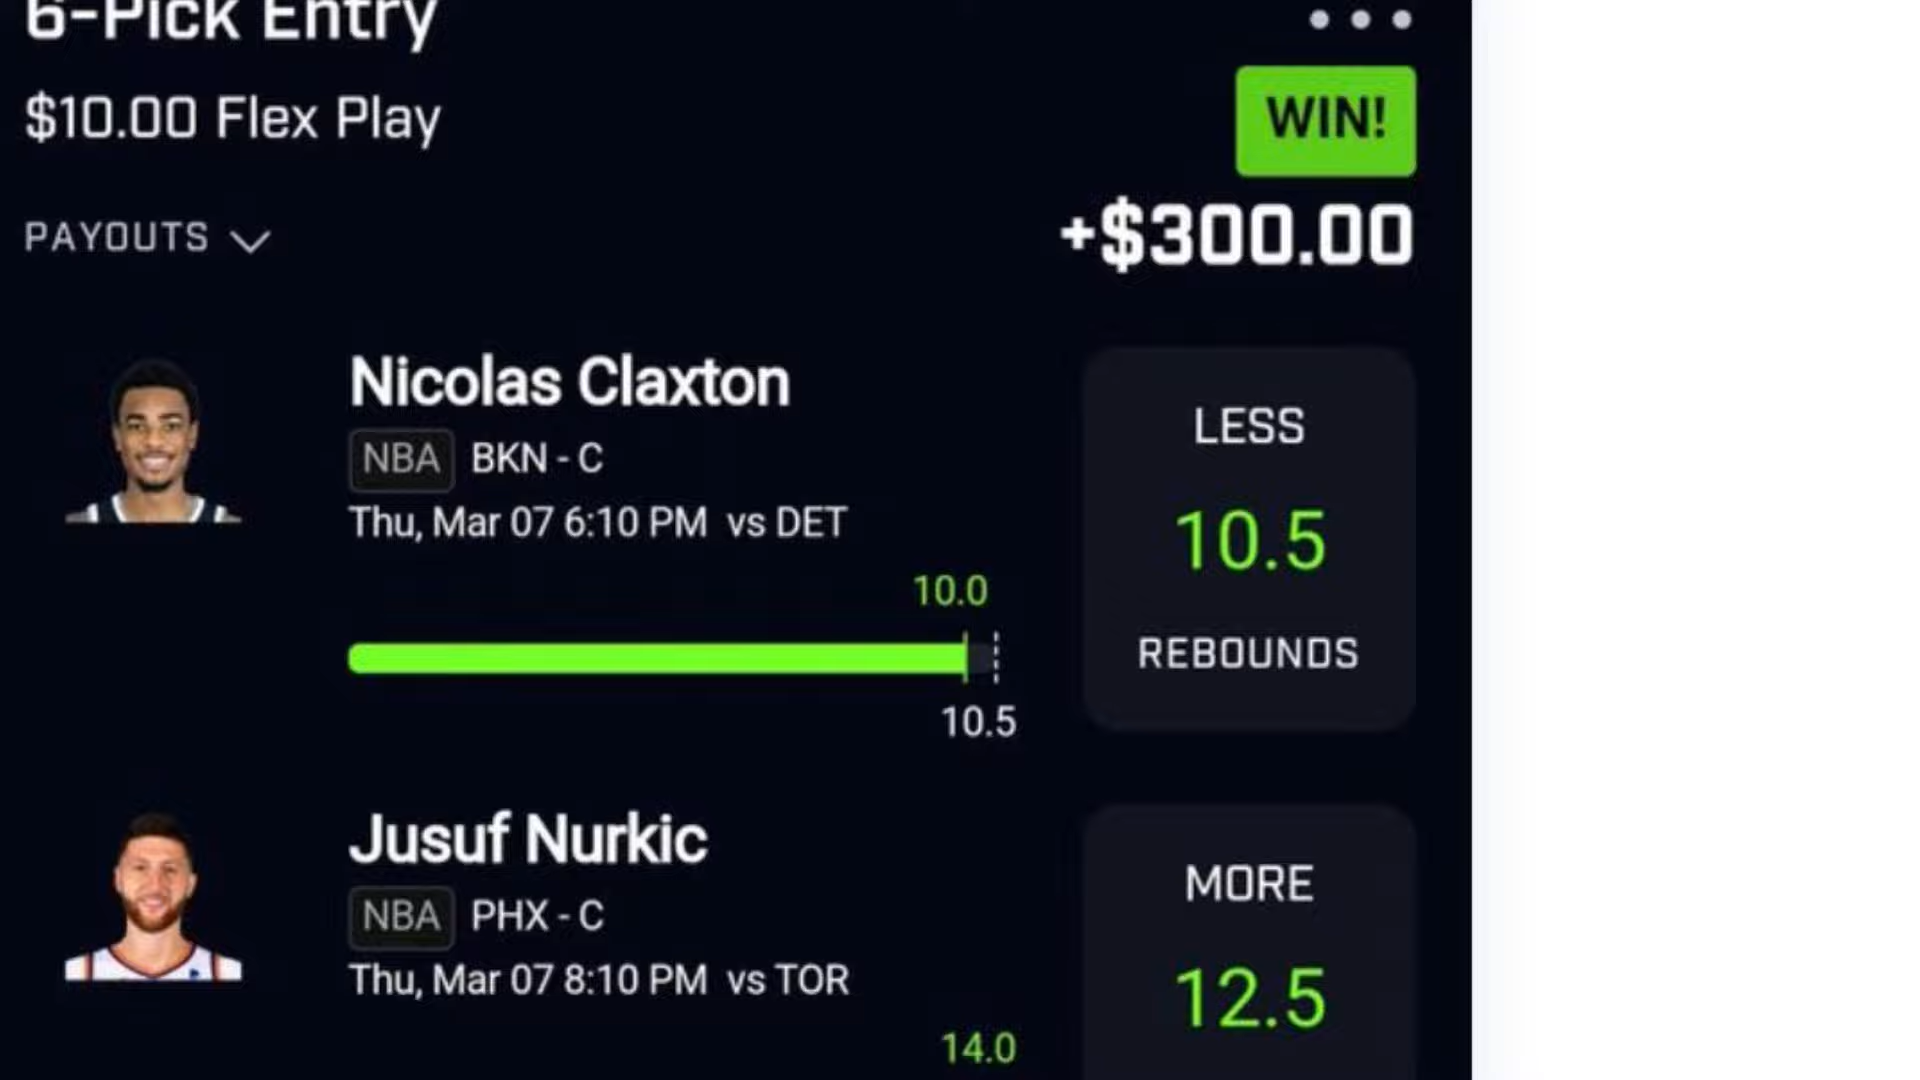 6-Pick Entry
$10.00 Flex Play
WIN!
PAYOUTS
+$300.00
Nicolas Claxton
NBA BKN - C
Thu, Mar 07 6:10 PM vs DET
10.0
10.5
LESS
10.5
REBOUNDS
Jusuf Nurkic
NBA PHX - C
Thu, Mar 07 8:10 PM vs TOR
14.0
MORE
12.5